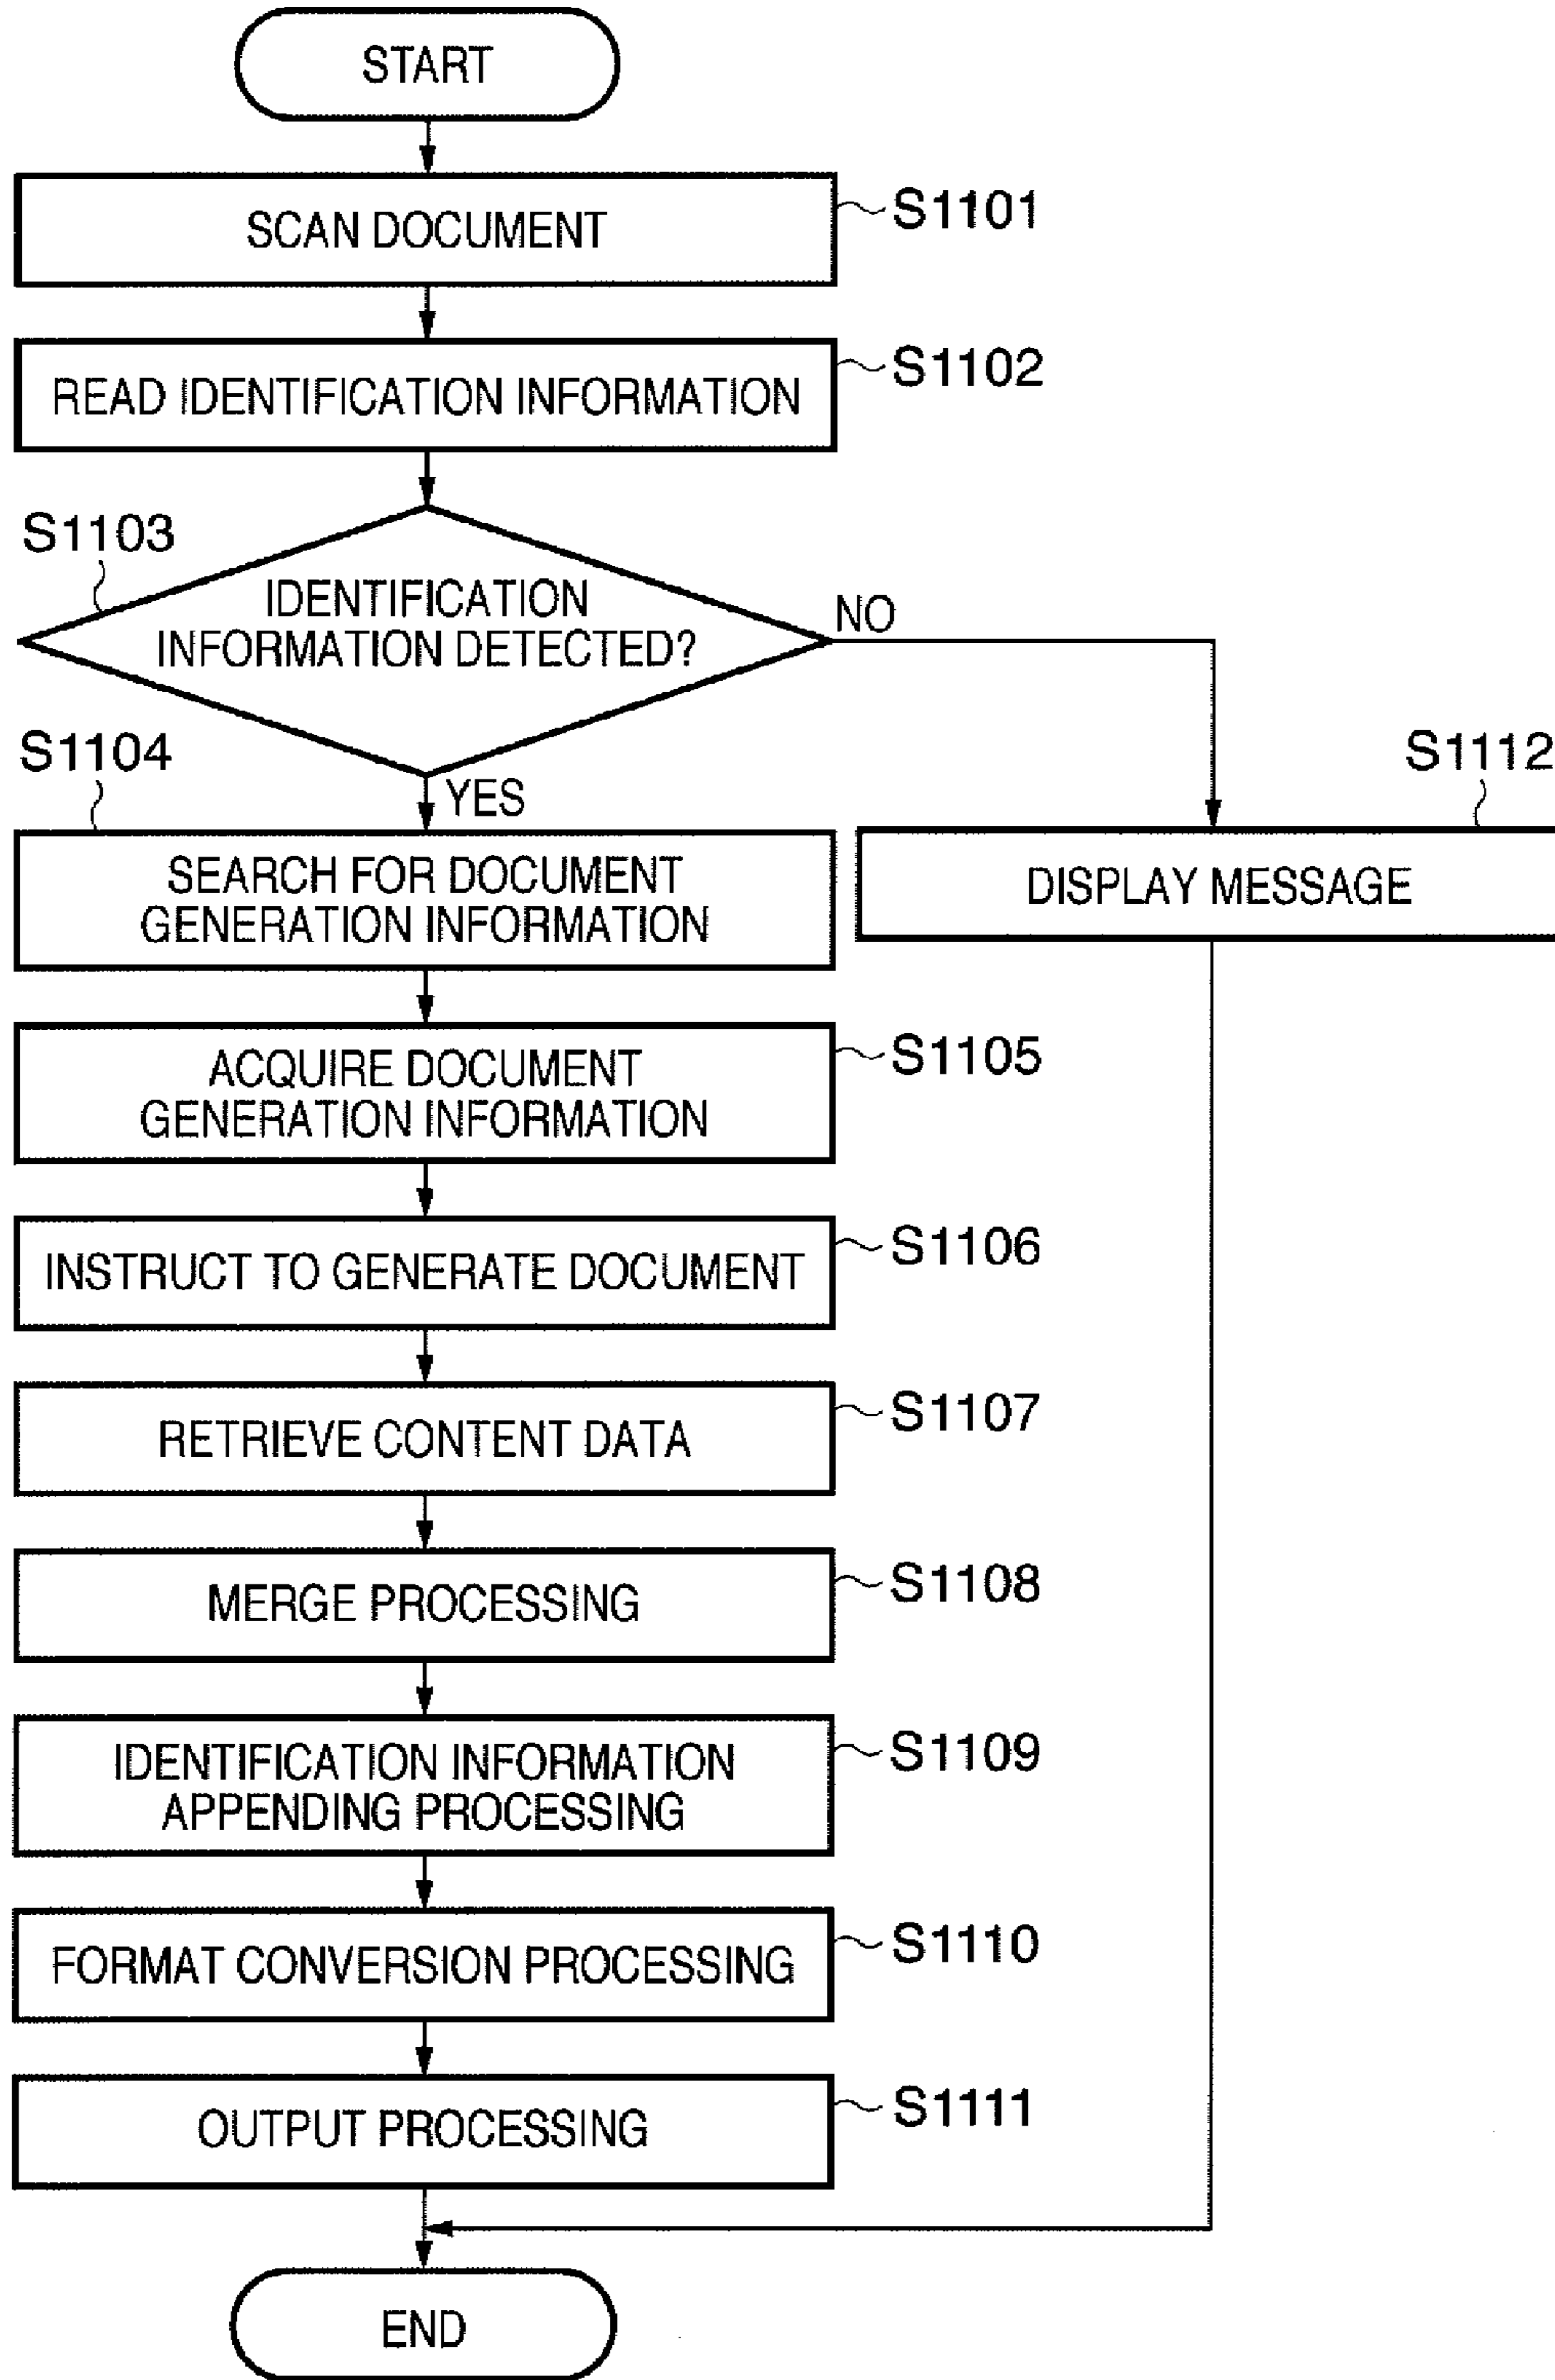 START
SCAN DOCUMENT
S1101
READ IDENTIFICATION INFORMATION
S1102
S1103
IDENTIFICATION
INFORMATION DETECTED?
NO
YES
S1104
SEARCH FOR DOCUMENT
GENERATION INFORMATION
S1112
DISPLAY MESSAGE
ACQUIRE DOCUMENT
GENERATION INFORMATION
S1105
INSTRUCT TO GENERATE DOCUMENT
S1106
RETRIEVE CONTENT DATA
S1107
MERGE PROCESSING
S1108
IDENTIFICATION INFORMATION
APPENDING PROCESSING
S1109
FORMAT CONVERSION PROCESSING
S1110
OUTPUT PROCESSING
S1111
END